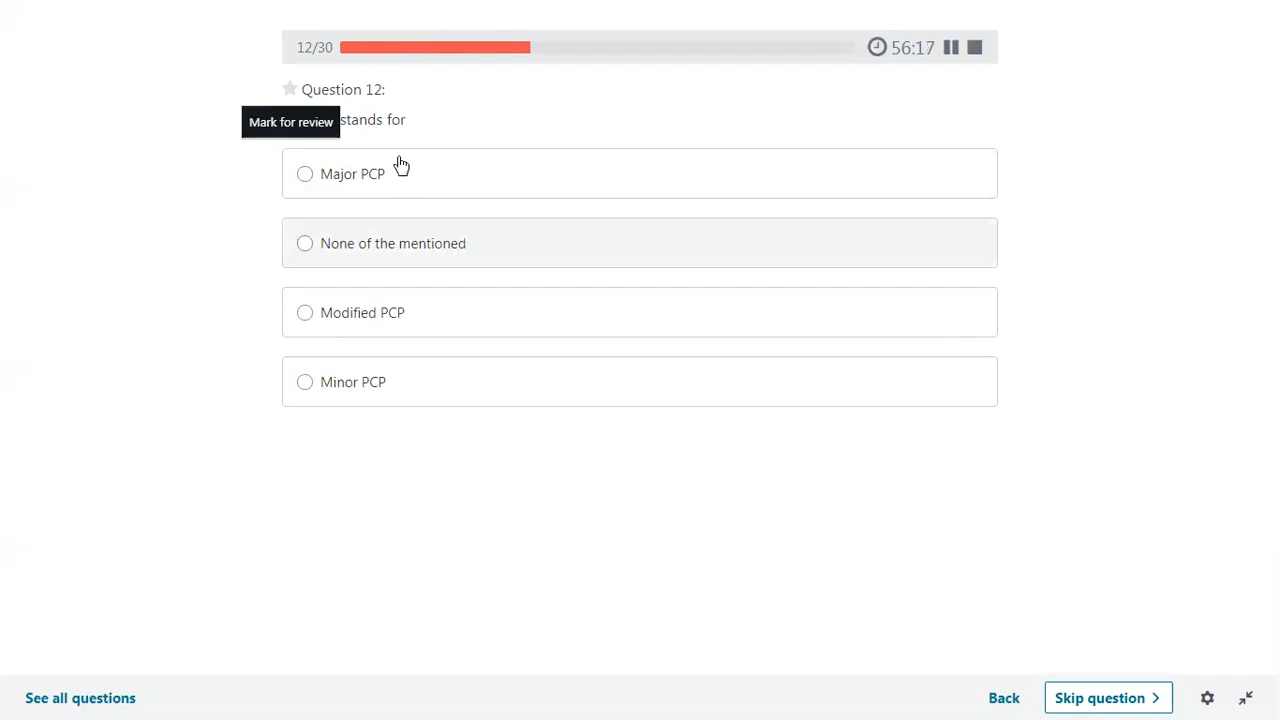 12/30
56:17
Question 12:
Mark for review
stands for
Major PCP
None of the mentioned
Modified PCP
Minor PCP
See all questions
Back
Skip question